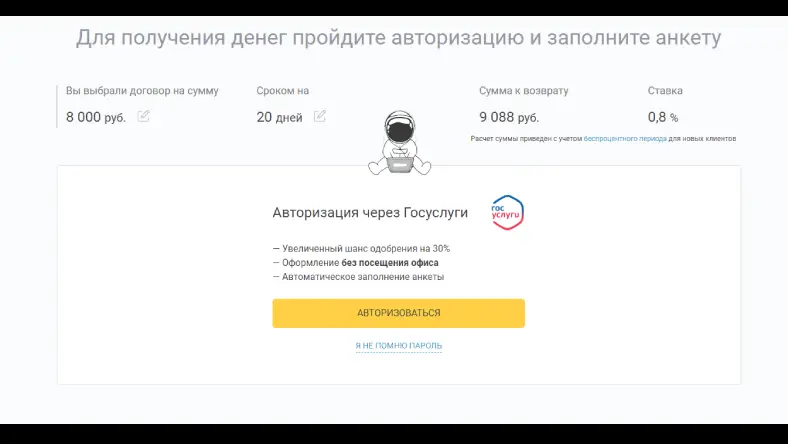 Для получения денег пройдите авторизацию и заполните анкету
Вы выбрали договор на сумму
Сроком на
Сумма к возврату
Ставка
8 000 руб.
20 дней
9 088 руб.
0,8 %
Расчет суммы приведен с учетом беспроцентного периода для новых клиентов
Авторизация через Госуслуги
гос
услуги
— Увеличенный шанс одобрения на 30%
— Оформление без посещения офиса
— Автоматическое заполнение анкеты
АВТОРИЗОВАТЬСЯ
Я НЕ ПОМНЮ ПАРОЛЬ